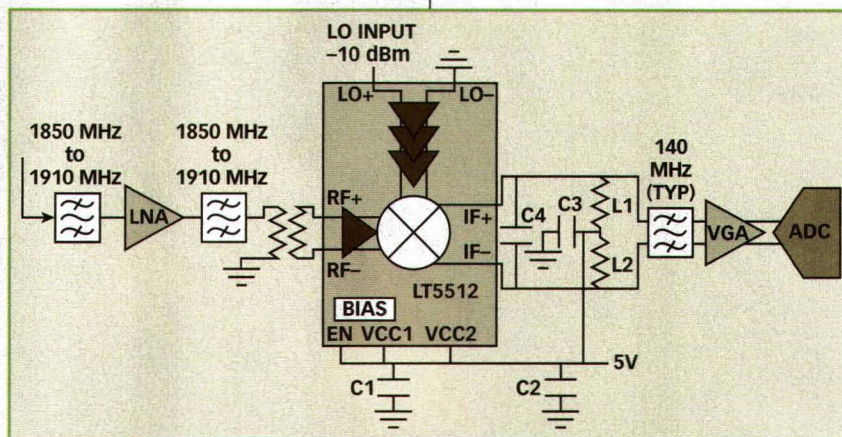 LO INPUT
–10 dBm
LO+
LO–
1850 MHz
to
1910 MHz
1850 MHz
to
1910 MHz
140
MHz
(TYP)
LNA
RF+
RF–
IF+
IF–
C4
C3
L1
L2
VGA
ADC
LT5512
BIAS
EN
VCC1
VCC2
5V
C1
C2